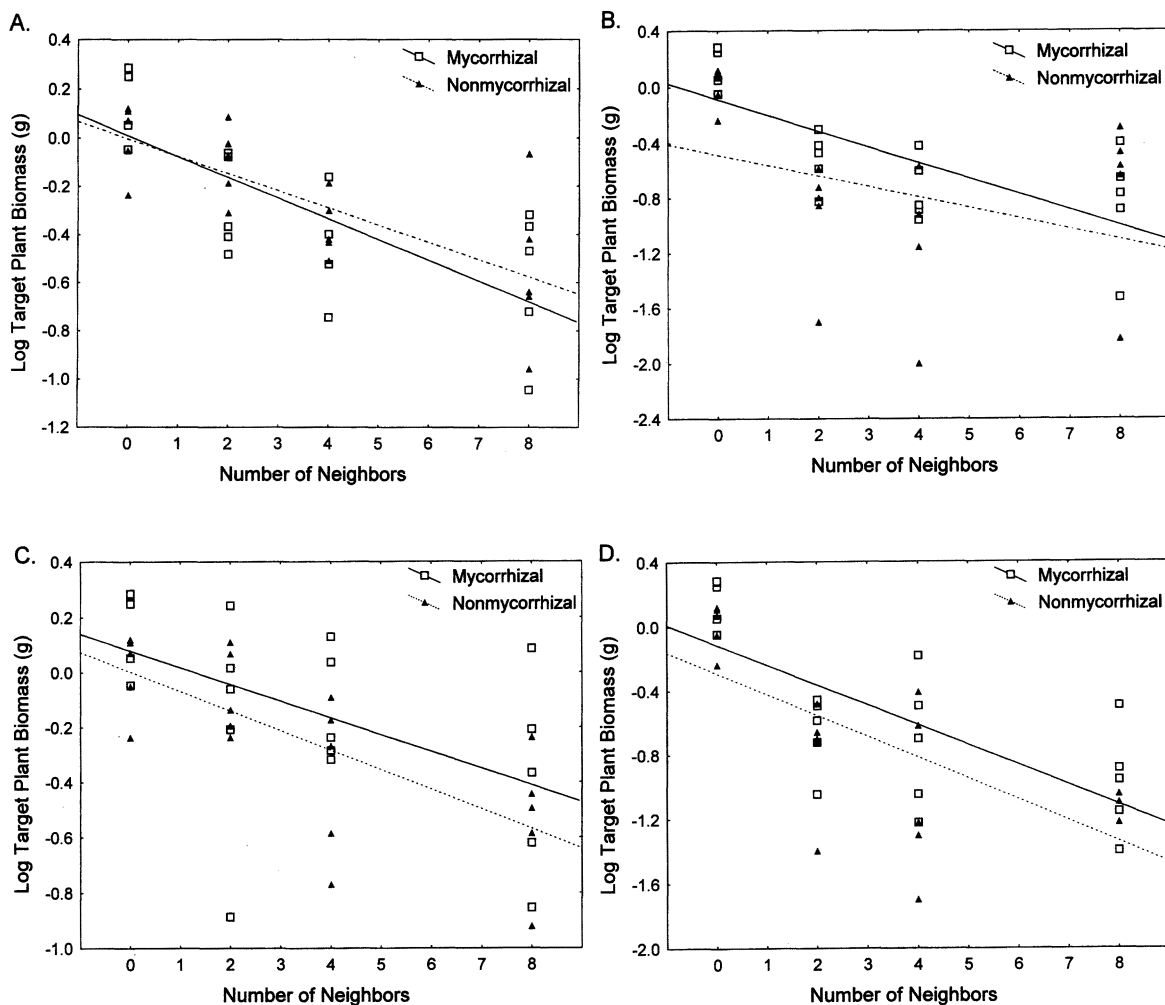 A.
Log Target Plant Biomass (g)
0.4
0.2
0.0
-0.2
-0.4
-0.6
-0.8
-1.0
-1.2
Mycorrhizal
Nonmycorrhizal
0 1 2 3 4 5 6 7 8
Number of Neighbors
B.
Log Target Plant Biomass (g)
0.4
0.0
-0.4
-0.8
-1.2
-1.6
-2.0
-2.4
Mycorrhizal
Nonmycorrhizal
0 1 2 3 4 5 6 7 8
Number of Neighbors
C.
Log Target Plant Biomass (g)
0.4
0.2
0.0
-0.2
-0.4
-0.6
-0.8
-1.0
Mycorrhizal
Nonmycorrhizal
0 1 2 3 4 5 6 7 8
Number of Neighbors
D.
Log Target Plant Biomass (g)
0.4
0.0
-0.4
-0.8
-1.2
-1.6
-2.0
Mycorrhizal
Nonmycorrhizal
0 1 2 3 4 5 6 7 8
Number of Neighbors